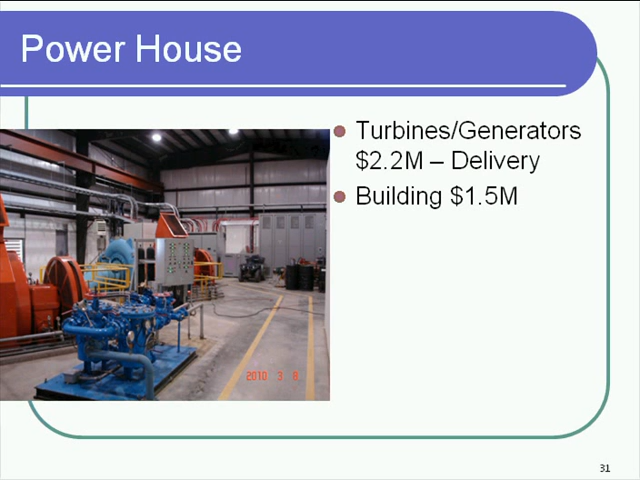 Power House
Turbines/Generators
$2.2M – Delivery
Building $1.5M
2010 3 8
31